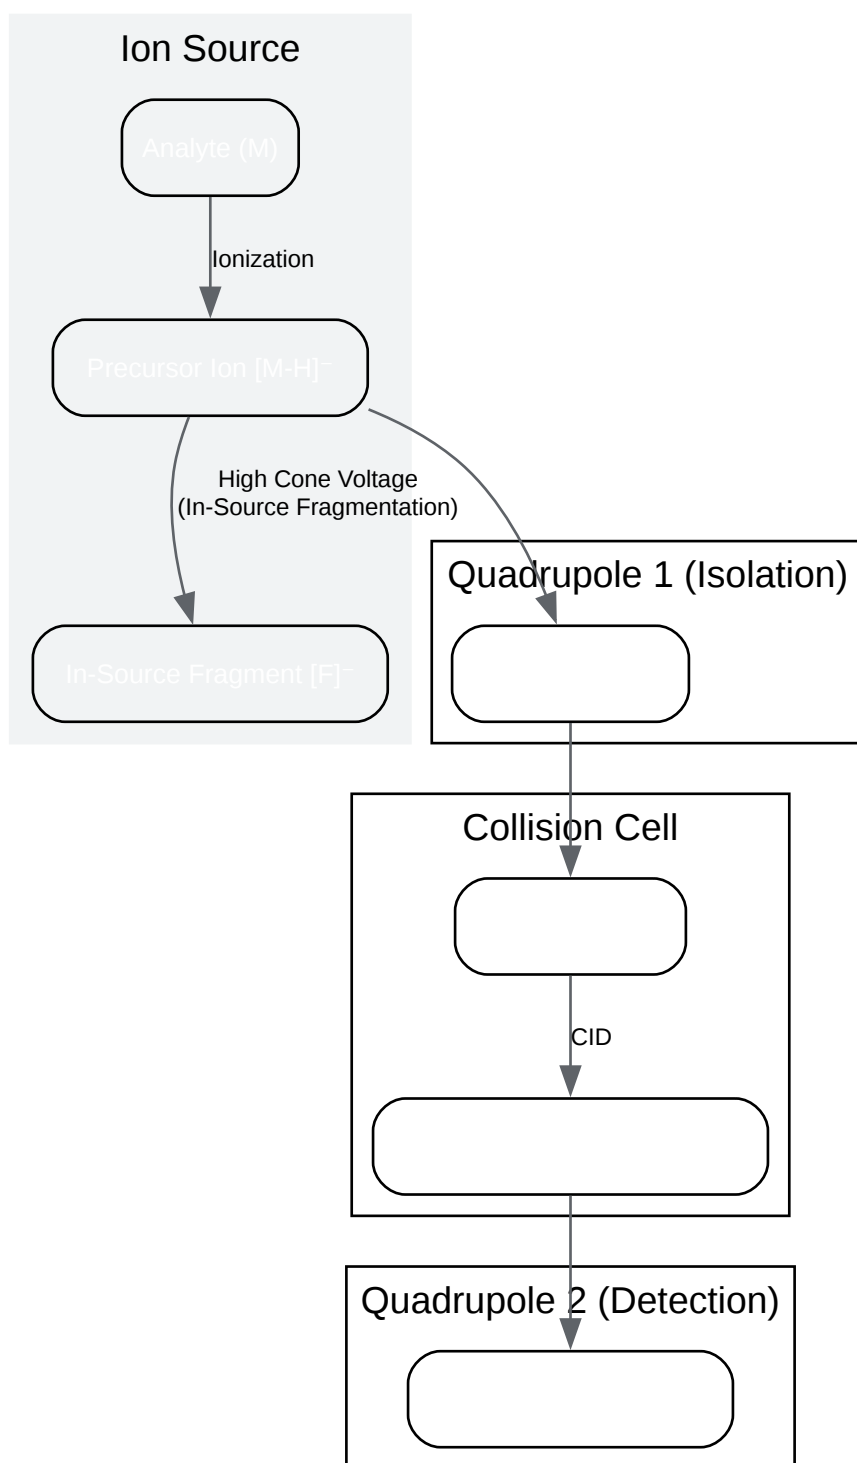 Ion Source
Analyte (M)
Ionization
Precursor Ion [M-H]⁻
High Cone Voltage
(In-Source Fragmentation)
Quadrupole 1 (Isolation)
In-Source Fragment [F]⁻
Collision Cell
CID
Quadrupole 2 (Detection)